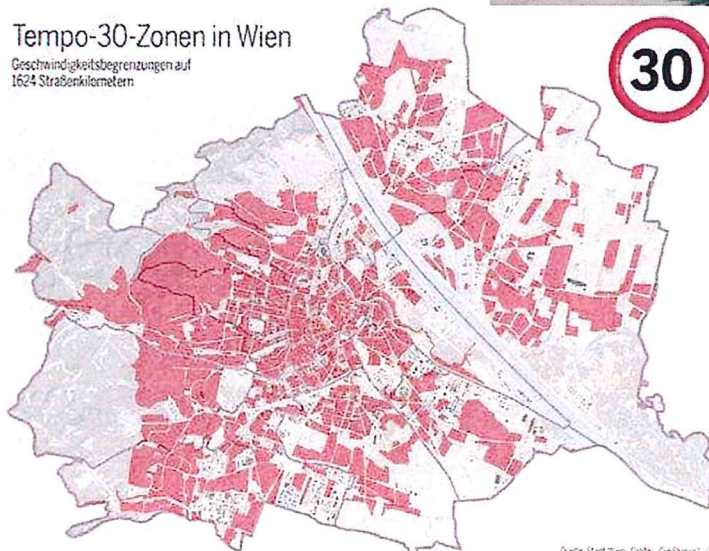 Tempo-30-Zonen in Wien
Geschwindigkeitsbegrenzungen auf
1624 Straßenkilometern
30